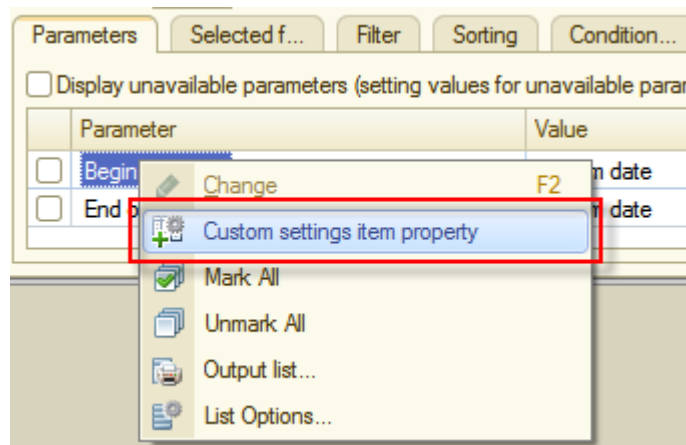 Parameters Selected f... Filter Sorting Condition...
Display unavailable parameters (setting values for unavailable
Parameter Value
Begin date
End date
Change F2
Custom settings item property
Mark All
Unmark All
Output list...
List Options...